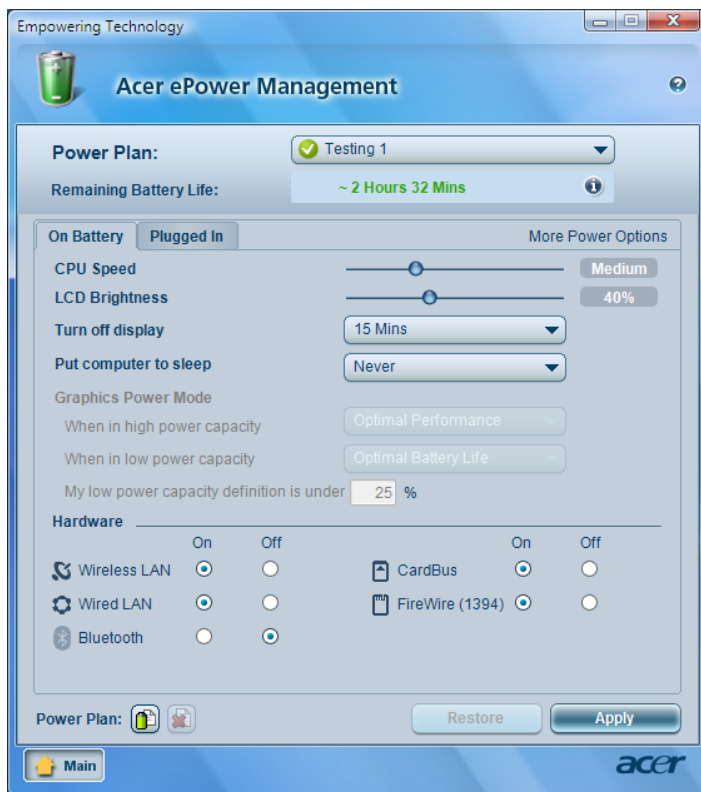 Empowering Technology
Acer ePower Management
Power Plan: Testing 1
Remaining Battery Life: ~ 2 Hours 32 Mins
On Battery Plugged In More Power Options
CPU Speed Medium
LCD Brightness 40%
Turn off display 15 Mins
Put computer to sleep Never
Graphics Power Mode
When in high power capacity Optimal Performance
When in low power capacity Optimal Battery Life
My low power capacity definition is under 25 %
Hardware
On Off On Off
Wireless LAN CardBus
Wired LAN FireWire (1394)
Bluetooth
Power Plan: Restore Apply
Main acer